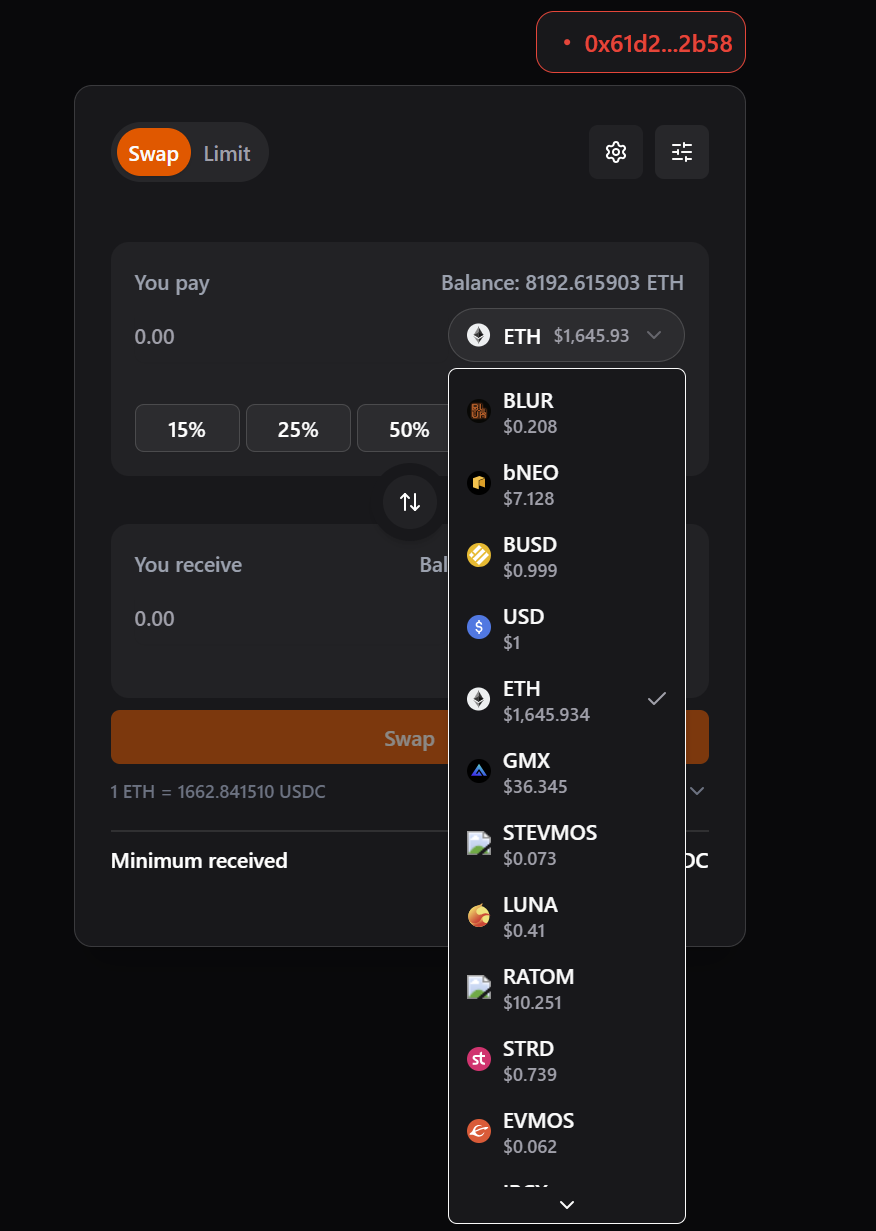 0x61d2...2b58
Swap Limit
You pay Balance: 8192.615903 ETH
0.00 ETH $1,645.93
15% 25% 50%
BLUR
$0.208
bNEO
$7.128
BUSD
$0.999
USD
$1
ETH
$1,645.934
GMX
$36.345
STEVMOS
$0.073
LUNA
$0.41
RATOM
$10.251
STRD
$0.739
EVMOS
$0.062
You receive Bal
0.00
Swap
1 ETH = 1662.841510 USDC
Minimum received DC